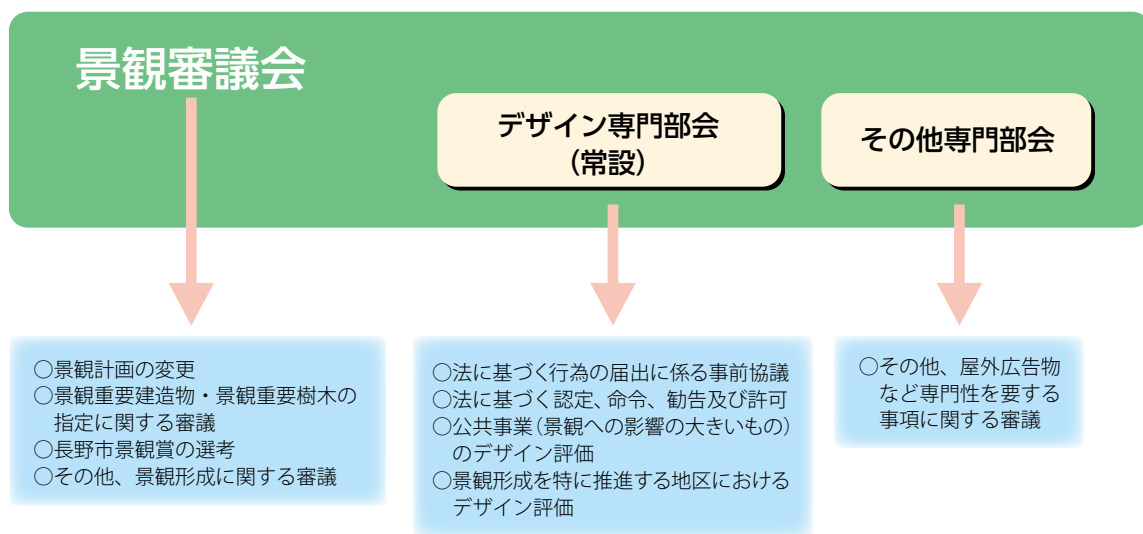 景観審議会
デザイン専門部会
(常設)
その他専門部会
○景観計画の変更
○景観重要建造物・景観重要樹木の
指定に関する審議
○長野市景観賞の選考
○その他、景観形成に関する審議
○法に基づく行為の届出に係る事前協議
○法に基づく認定、命令、勧告及び許可
○公共事業(景観への影響の大きいもの)
のデザイン評価
○景観形成を特に推進する地区における
デザイン評価
○その他、屋外広告物
など専門性を要する
事項に関する審議